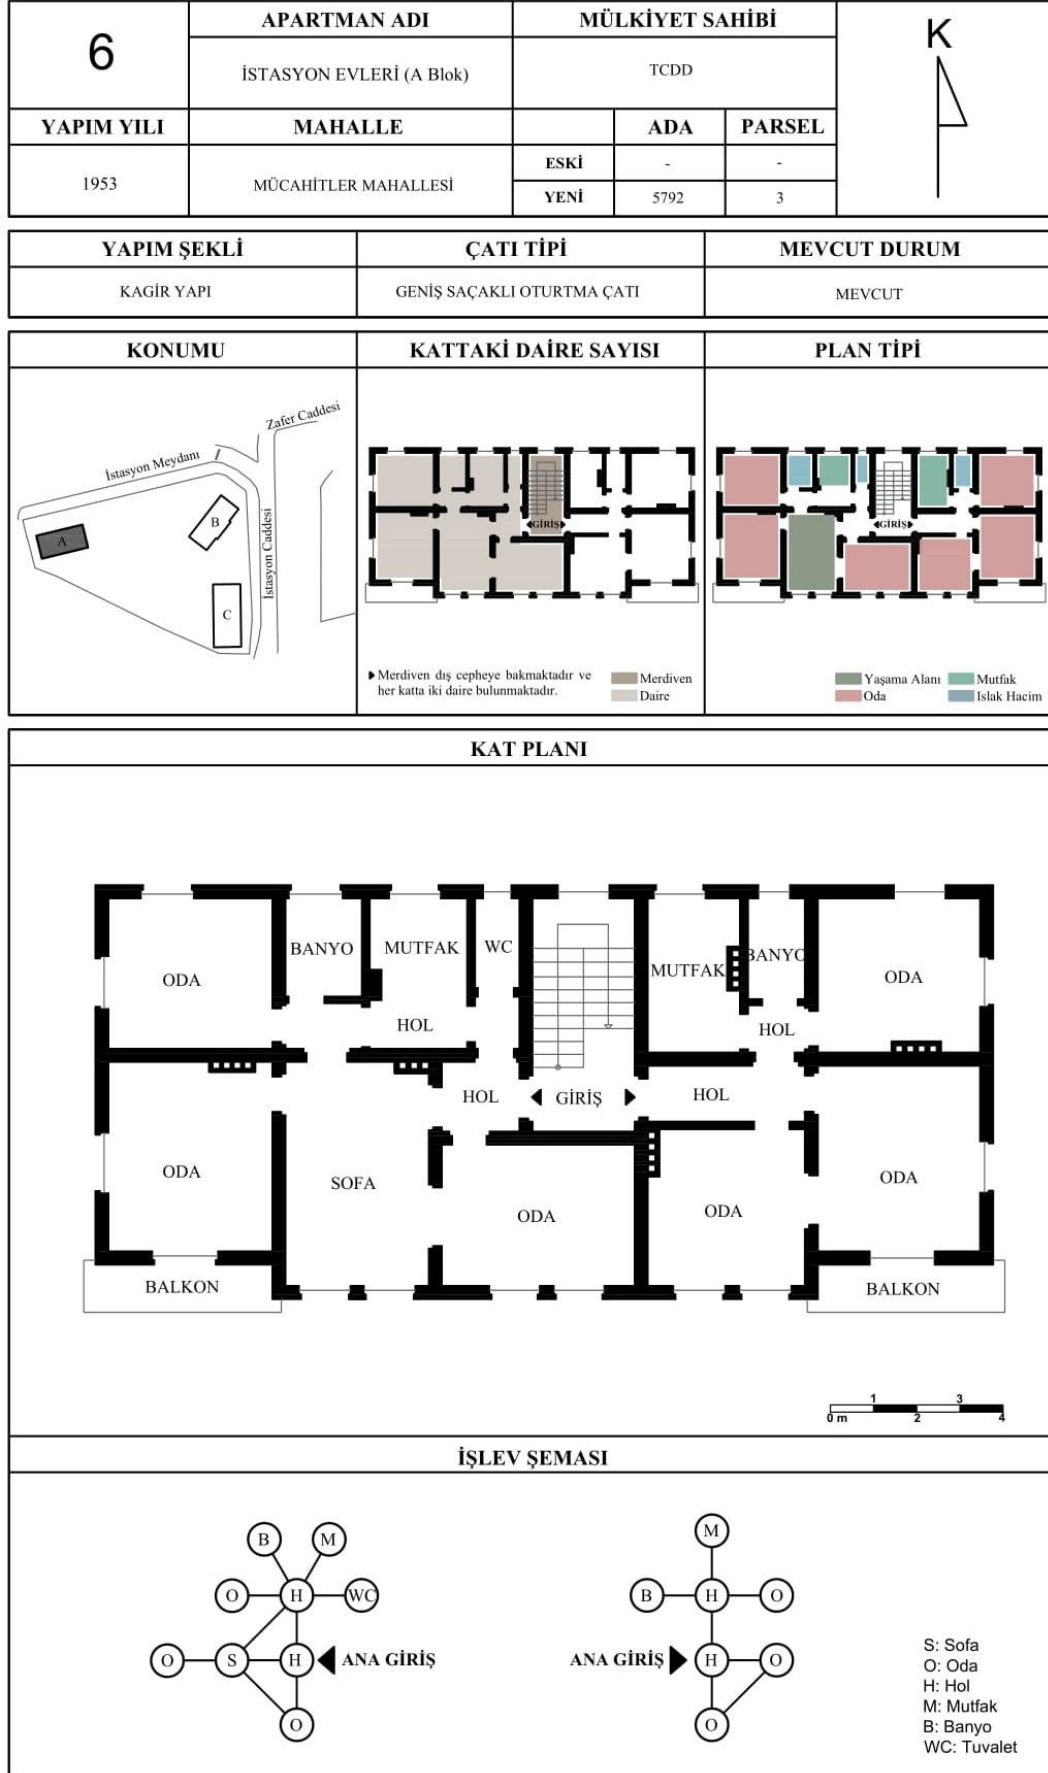 6
APARTMAN ADI
MÜLKİYET SAHİBİ
K
İSTASYON EVLERİ (A Blok)
TCDD
YAPIM YILI
MAHALLE
ADA
PARSEL
1953
MÜCAHİTLER MAHALLESİ
ESKİ
-
-
YENİ
5792
3
YAPIM ŞEKLİ
ÇATI TİPİ
MEVCUT DURUM
KAGİR YAPI
GENİŞ SAÇAKLI OTURTMA ÇATI
MEVCUT
KONUMU
KATTAKİ DAİRE SAYISI
PLAN TİPİ
Zafer Caddesi
İstasyon Meydanı
İstasyon Caddesi
A
B
C
GİRİŞ
Merdiven dış cepheye bakmaktadır ve
her katta iki daire bulunmaktadır.
Merdiven
Daire
GİRİŞ
Yaşama Alanı
Mutfak
Oda
Islak Hacim
KAT PLANI
ODA
BANYO
MUTFAK
WC
MUTFAK
BANYO
ODA
HOL
HOL
HOL
GİRİŞ
HOL
ODA
SOFA
ODA
ODA
ODA
BALKON
BALKON
1
3
0 m
2
4
İŞLEV ŞEMASI
B
M
O
H
WC
O
S
H
ANA GİRİŞ
O
M
B
H
O
ANA GİRİŞ
H
O
O
S: Sofa
O: Oda
H: Hol
M: Mutfak
B: Banyo
WC: Tuvalet